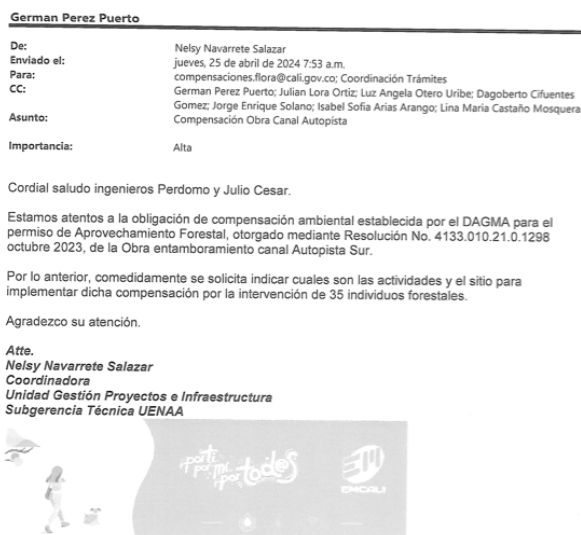 German Perez Puerto
De: Nelsy Navarrete Salazar
Enviado el: jueves, 25 de abril de 2024 7:53 a.m.
Para: compensaciones.flora@cali.gov.co; Coordinación Trámites
CC: German Perez Puerto; Julian Lora Ortiz; Luz Angela Otero Uribe; Dagoberto Cifuentes
Gomez; Jorge Enrique Solano; Isabel Sofia Arias Arango; Lina Maria Castaño Mosquera
Asunto: Compensación Obra Canal Autopista
Importancia: Alta
Cordial saludo ingenieros Perdomo y Julio Cesar.
Estamos atentos a la obligación de compensación ambiental establecida por el DAGMA para el
permiso de Aprovechamiento Forestal, otorgado mediante Resolución No. 4133.010.21.0.1298
octubre 2023, de la Obra entamboramiento canal Autopista Sur.
Por lo anterior, comedidamente se solicita indicar cuales son las actividades y el sitio para
implementar dicha compensación por la intervención de 35 individuos forestales.
Agradezco su atención.
Atte.
Nelsy Navarrete Salazar
Coordinadora
Unidad Gestión Proyectos e Infraestructura
Subgerencia Técnica UENAA
por ti
por mi
por tod@s
EMCALI